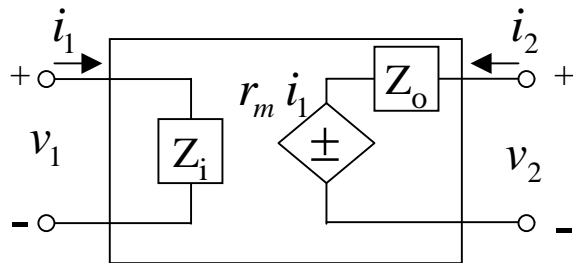 i₁ i₂
+ +
rₘ i₁ Zₒ
v₁ Zᵢ ± v₂
- -